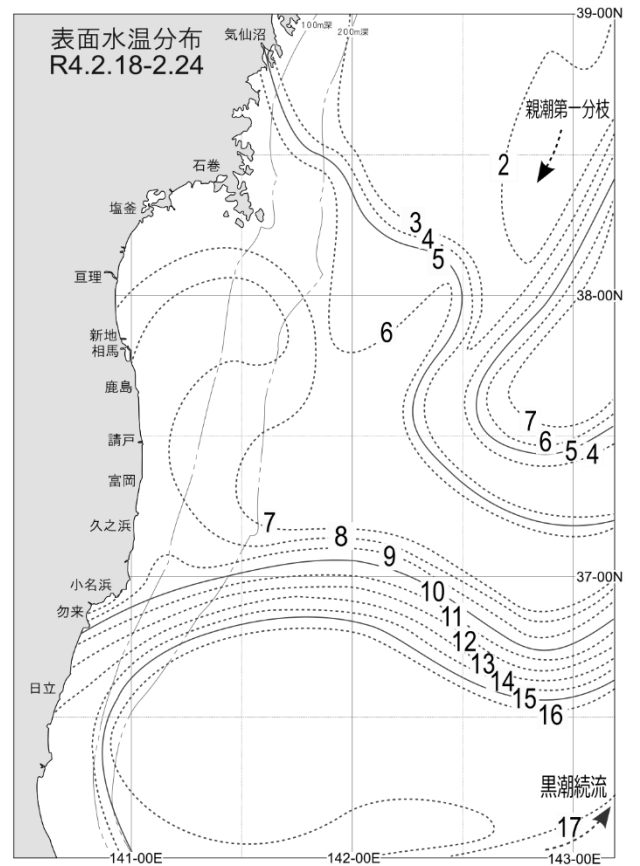 表面水温分布
R4.2.18-2.24
気仙沼
100m深
200m深
39-00N
親潮第一分枝
2
石巻
塩釜
3
4
5
亘理
38-00N
新地
相馬
6
鹿島
7
6
5
4
請戸
富岡
久之浜
7
8
9
37-00N
小名浜
勿来
10
11
12
13
14
15
16
日立
黒潮続流
17
141-00E
142-00E
143-00E